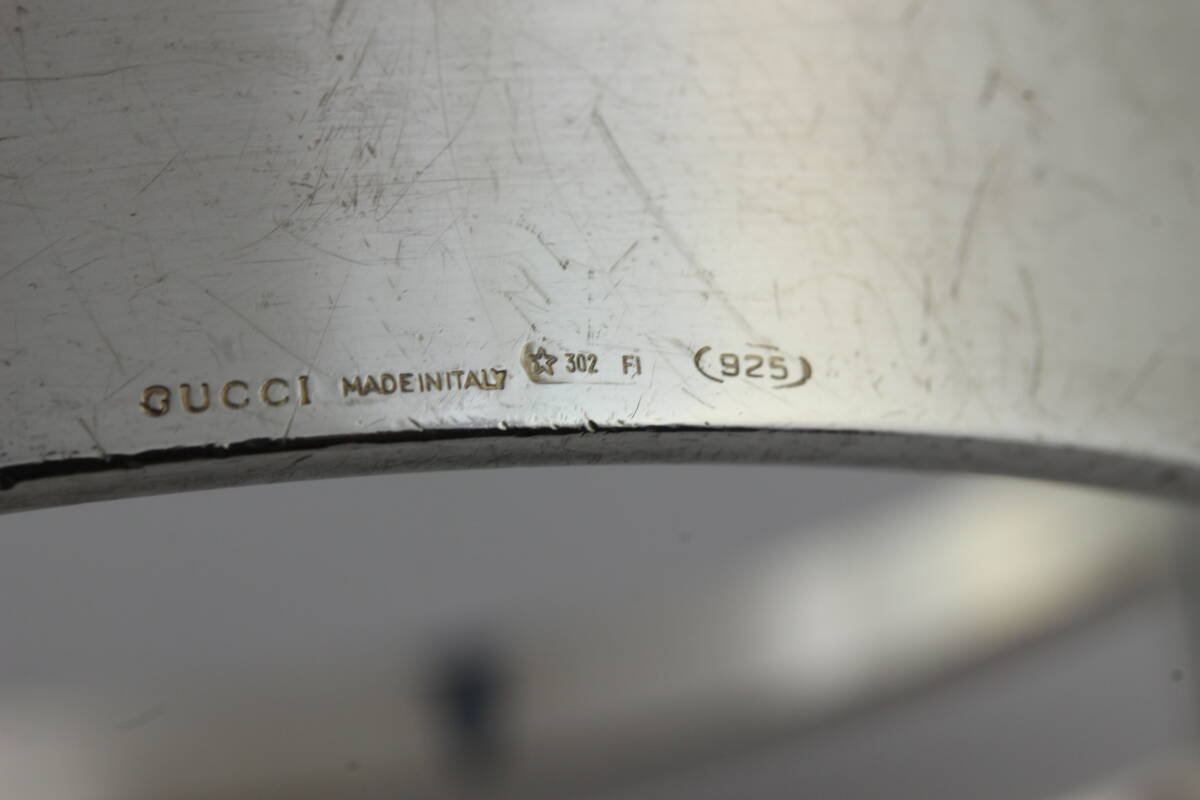 GUCCI MADE IN ITALY ☆ 302 FI (925)